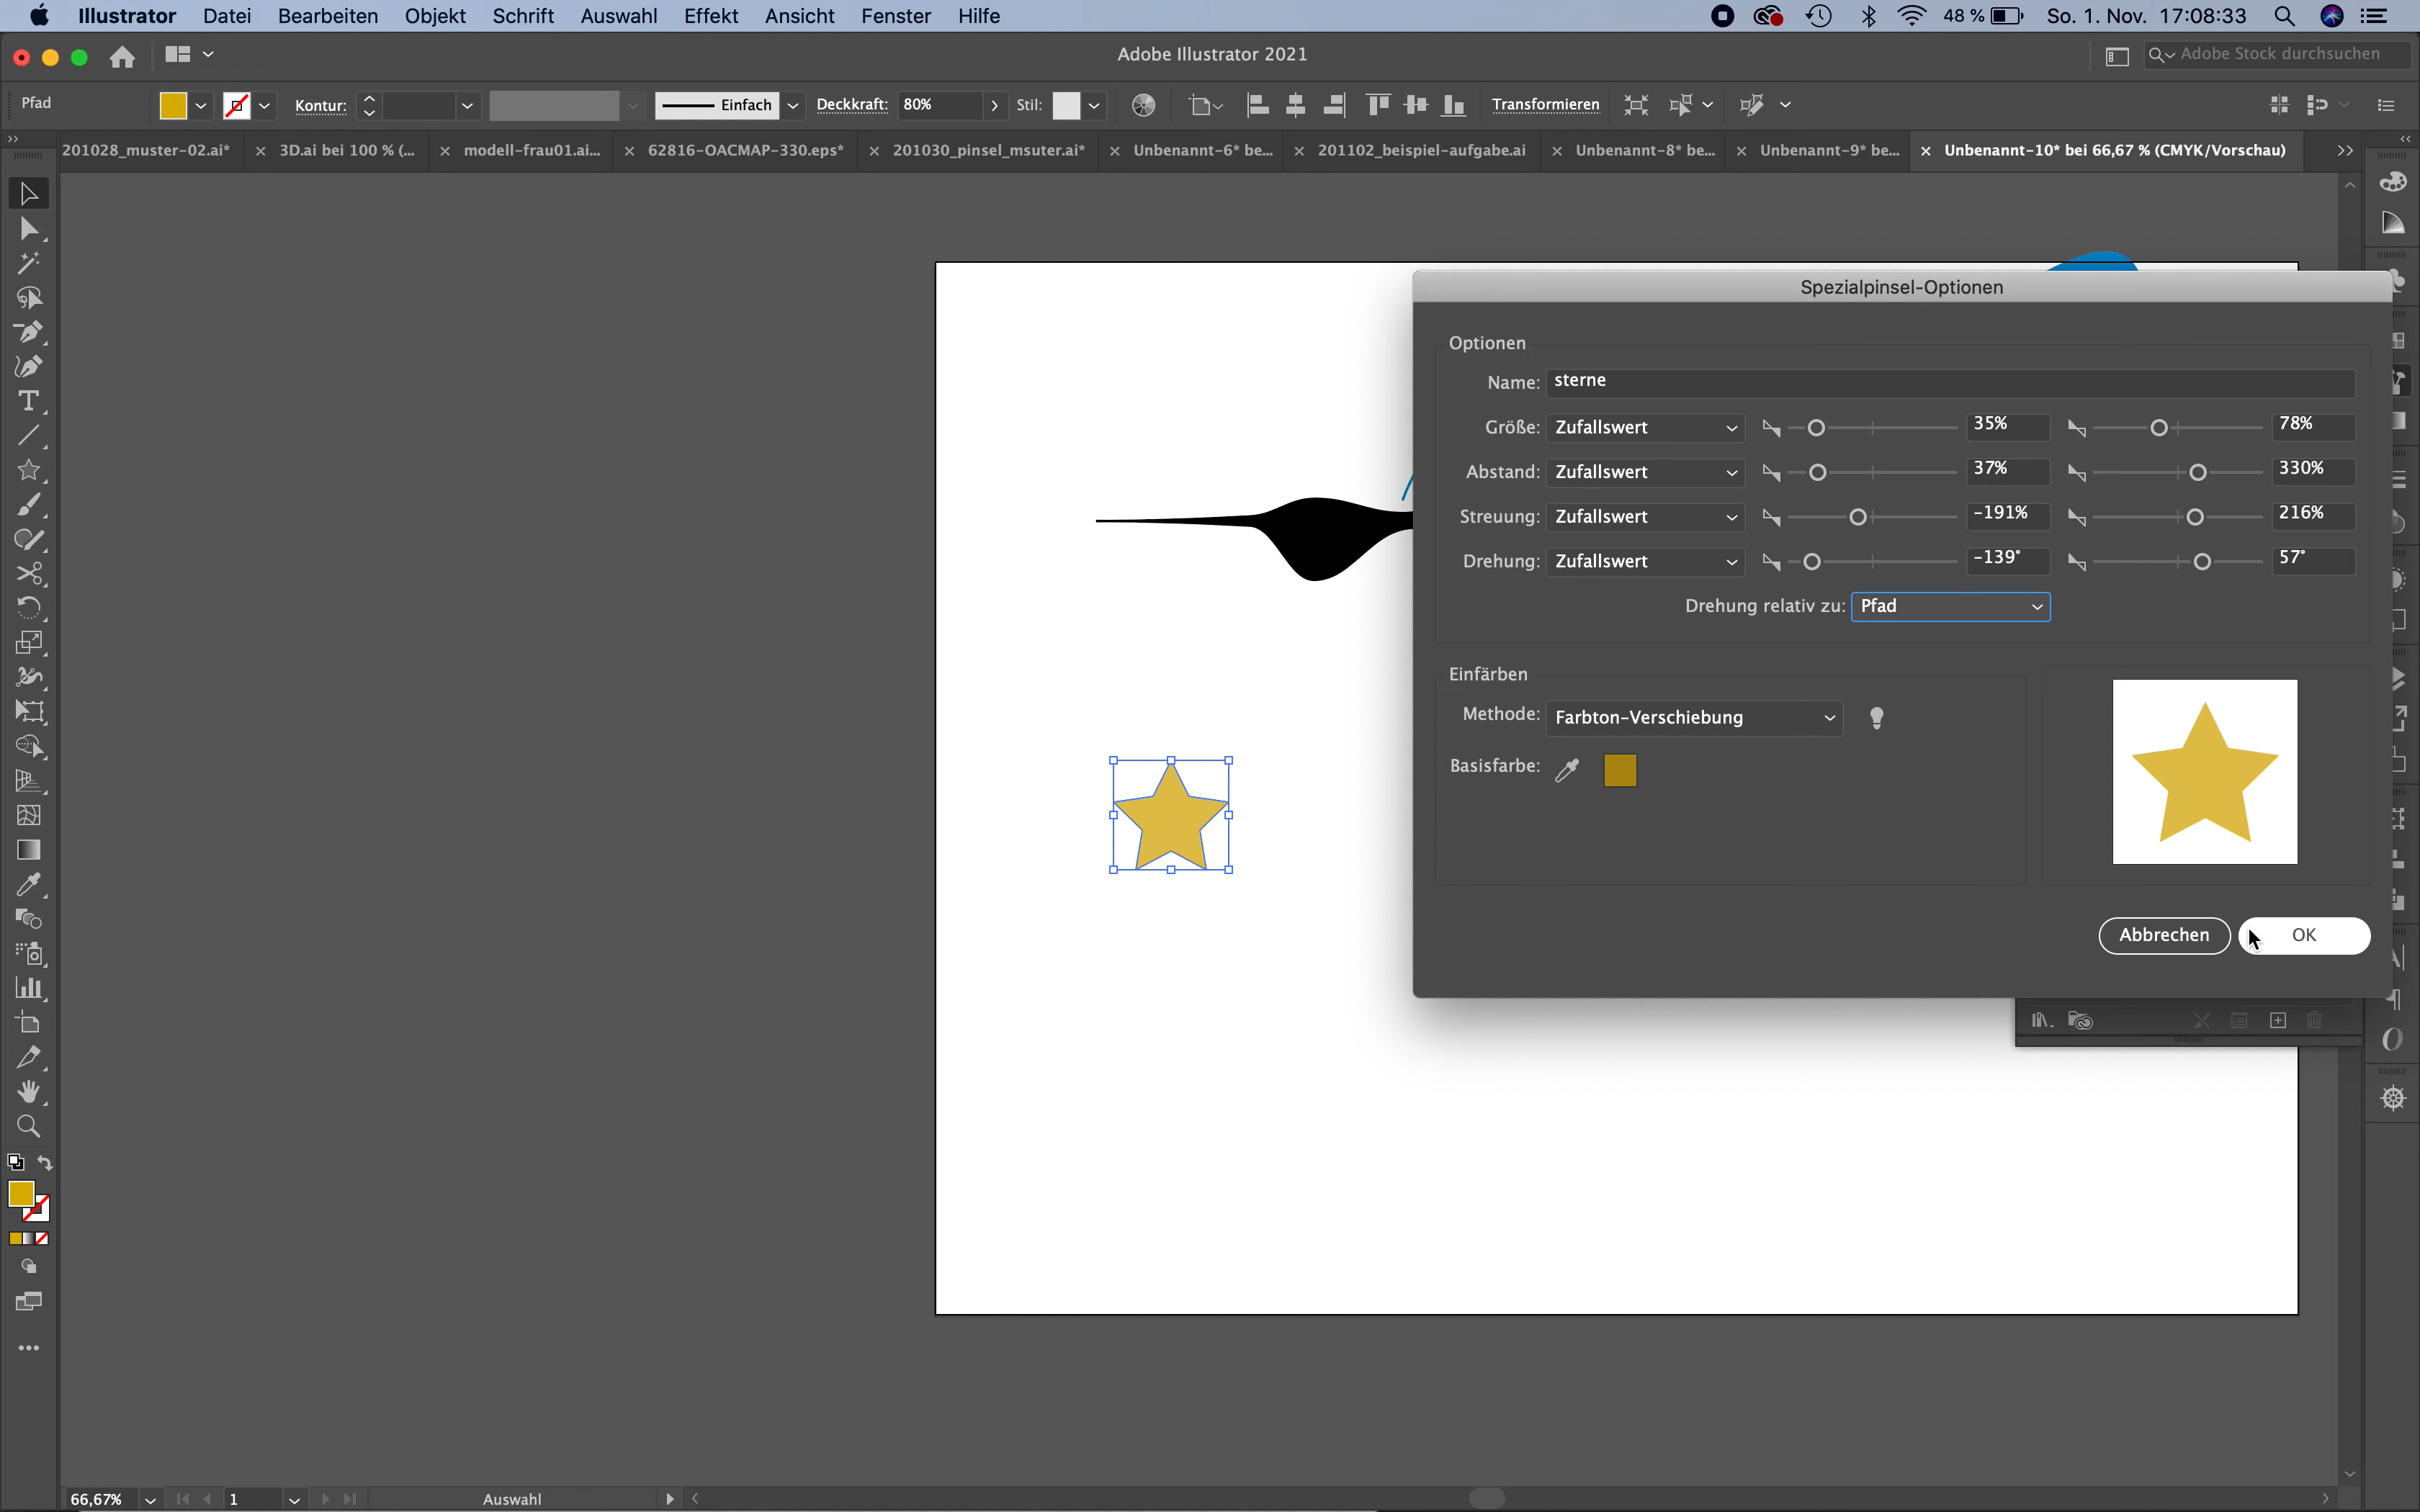 Illustrator Datei Bearbeiten Objekt Schrift Auswahl Effekt Ansicht Fenster Hilfe 48 % So. 1. Nov. 17:08:33
Adobe Illustrator 2021 Adobe Stock durchsuchen
Pfad Kontur: Einfach Deckkraft: 80% Stil: Transformieren
201028_muster-02.ai* 3D.ai bei 100 % (... modell-frau01.ai... 62816-OACMAP-330.eps* 201030_pinsel_msuter.ai* Unbenannt-6* be... 201102_beispiel-aufgabe.ai Unbenannt-8* be... Unbenannt-9* be... Unbenannt-10* bei 66,67 % (CMYK/Vorschau)
Spezialpinsel-Optionen
Optionen
Name: sterne
Größe: Zufallswert 35% 78%
Abstand: Zufallswert 37% 330%
Streuung: Zufallswert -191% 216%
Drehung: Zufallswert -139° 57°
Drehung relativ zu: Pfad
Einfärben
Methode: Farbton-Verschiebung
Basisfarbe:
Abbrechen OK
66,67% 1 Auswahl